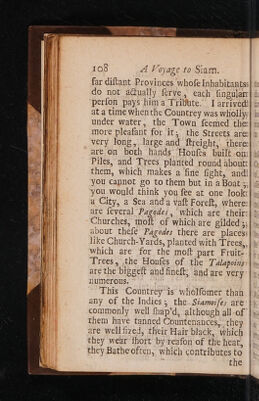 108 A Voyage to Siam.
far distant Provinces whose Inhabitants
do not actually serve, each singular
person pays him a Tribute. I arrived
at a time when the Countrey was wholly
under water, the Town seemed the
more pleasant for it; the Streets are
very long, large and streight, there
are on both hands Houses built on
Piles, and Trees planted round about
them, which makes a fine sight, and
you cannot go to them but in a Boat;
you would think you see at one look
a City, a Sea and a vast Forest, where
are several Pagodes, which are their
Churches, most of which are gilded;
about these Pagodes there are places
like Church-Yards, planted with Trees,
which are for the most part Fruit-
Trees, the Houses of the Talapoins
are the biggest and finest; and are very
numerous.
This Countrey is wholsomer than
any of the Indies; the Siamoises are
commonly well shap'd, although all of
them have tanned Countenances, they
are well sized, their Hair black, which
they wear short by reason of the heat,
they Bathe often, which contributes to
the